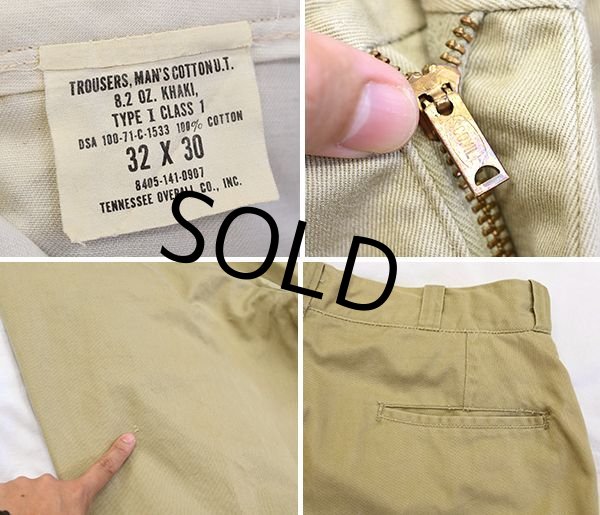 TROUSERS, MAN'S COTTON U.T.
8.2 OZ. KHAKI,
TYPE I CLASS 1
DSA 100-71-C-1533 100% COTTON
32 X 30
8405-141-0907
TENNESSEE OVERALL CO., INC.
SOLD